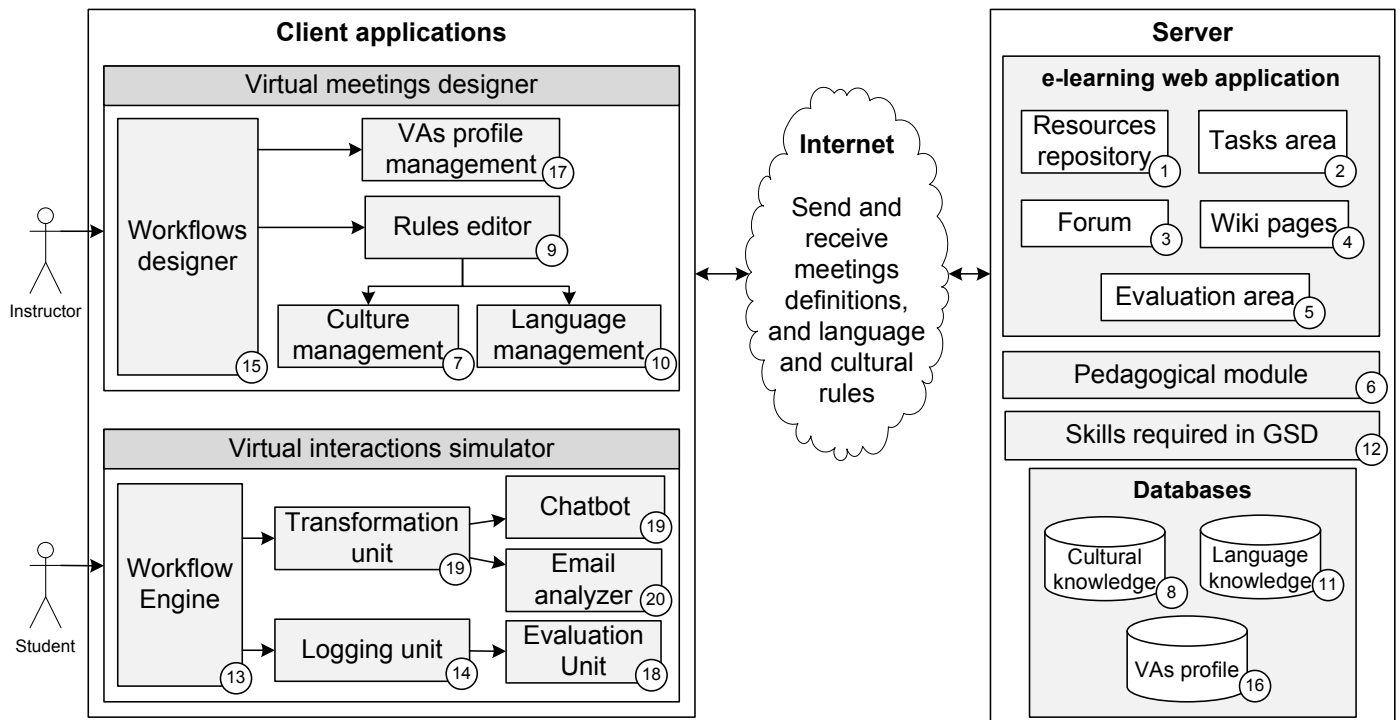 Client applications
Virtual meetings designer
Workflows
designer
15
VAs profile
management
17
Rules editor
9
Culture
management
7
Language
management
10
Instructor
Virtual interactions simulator
Workflow
Engine
13
Transformation
unit
19
Chatbot
19
Email
analyzer
20
Logging unit
14
Evaluation
Unit
18
Student
Internet
Send and
receive
meetings
definitions,
and language
and cultural
rules
Server
e-learning web application
Resources
repository
1
Tasks area
2
Forum
3
Wiki pages
4
Evaluation area
5
Pedagogical module
6
Skills required in GSD
12
Databases
Cultural
knowledge
8
Language
knowledge
11
VAs profile
16